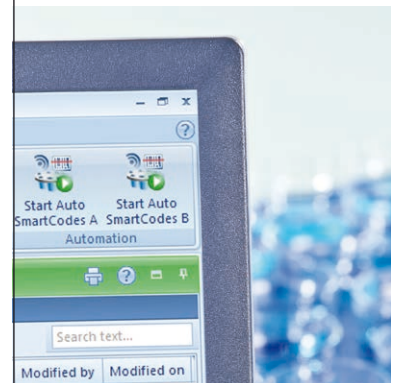 ?
Start Auto Start Auto
SmartCodes A SmartCodes B
Automation
?
Search text...
Modified by Modified on